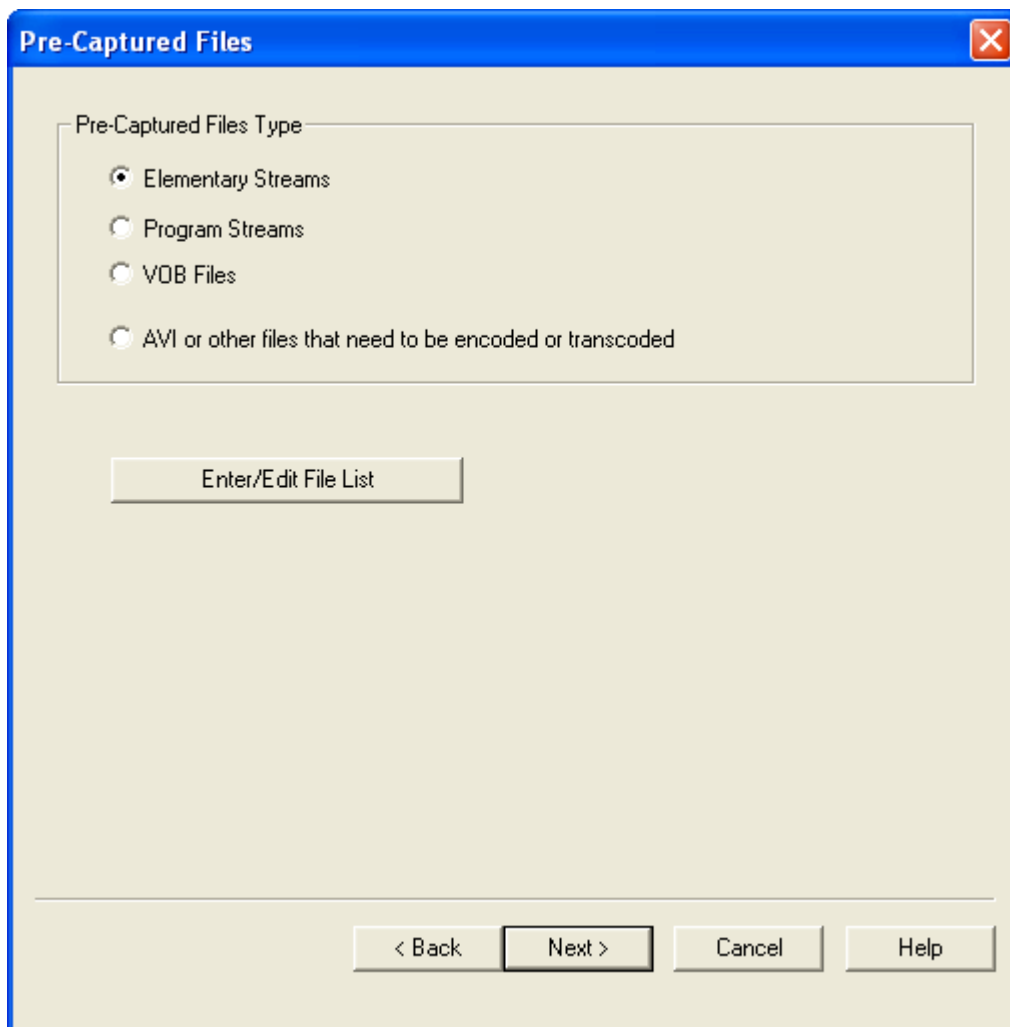 Pre-Captured Files
Pre-Captured Files Type
Elementary Streams
Program Streams
VOB Files
AVI or other files that need to be encoded or transcoded
Enter/Edit File List
< Back
Next >
Cancel
Help